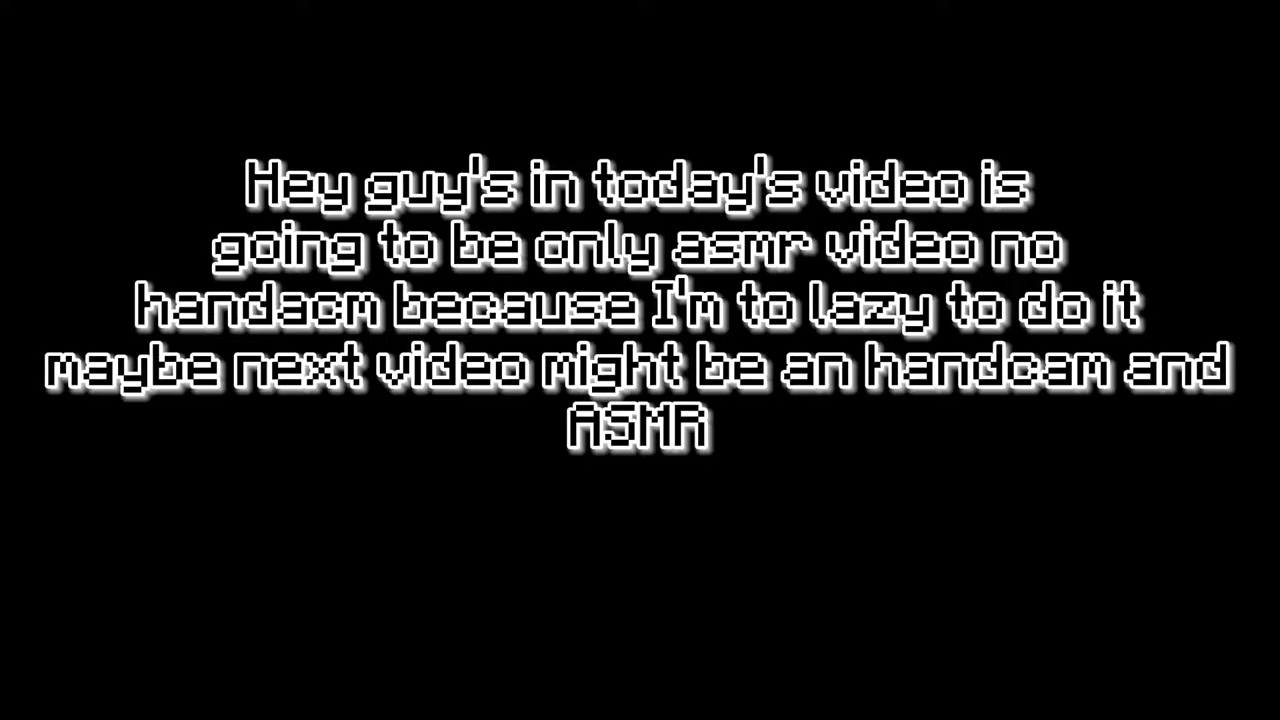 Hey guy's in today's video is
going to be only asmr video no
handacm because I'm to lazy to do it
maybe next video might be an handcam and
ASMR